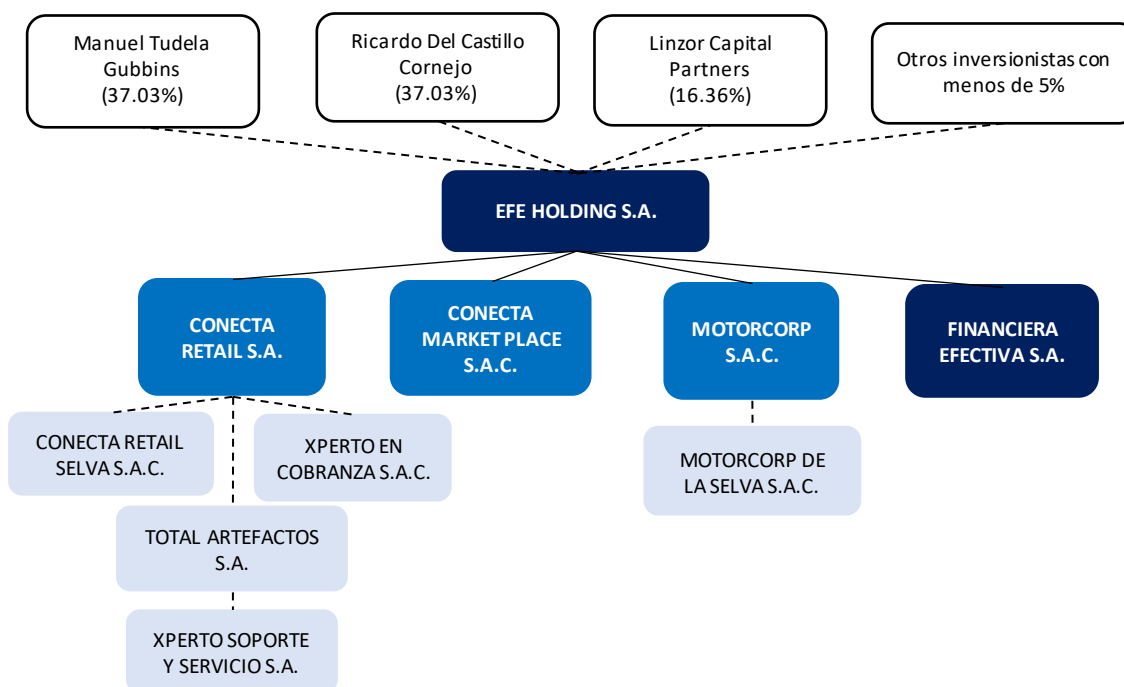 Manuel Tudela
Gubbins
(37.03%)
Ricardo Del Castillo
Cornejo
(37.03%)
Linzor Capital
Partners
(16.36%)
Otros inversionistas con
menos de 5%
EFE HOLDING S.A.
CONECTA
RETAIL S.A.
CONECTA
MARKET PLACE
S.A.C.
MOTORCORP
S.A.C.
FINANCIERA
EFECTIVA S.A.
CONECTA RETAIL
SELVA S.A.C.
XPERTO EN
COBRANZA S.A.C.
MOTORCORP DE
LA SELVA S.A.C.
TOTAL ARTEFACTOS
S.A.
XPERTO SOPORTE
Y SERVICIO S.A.